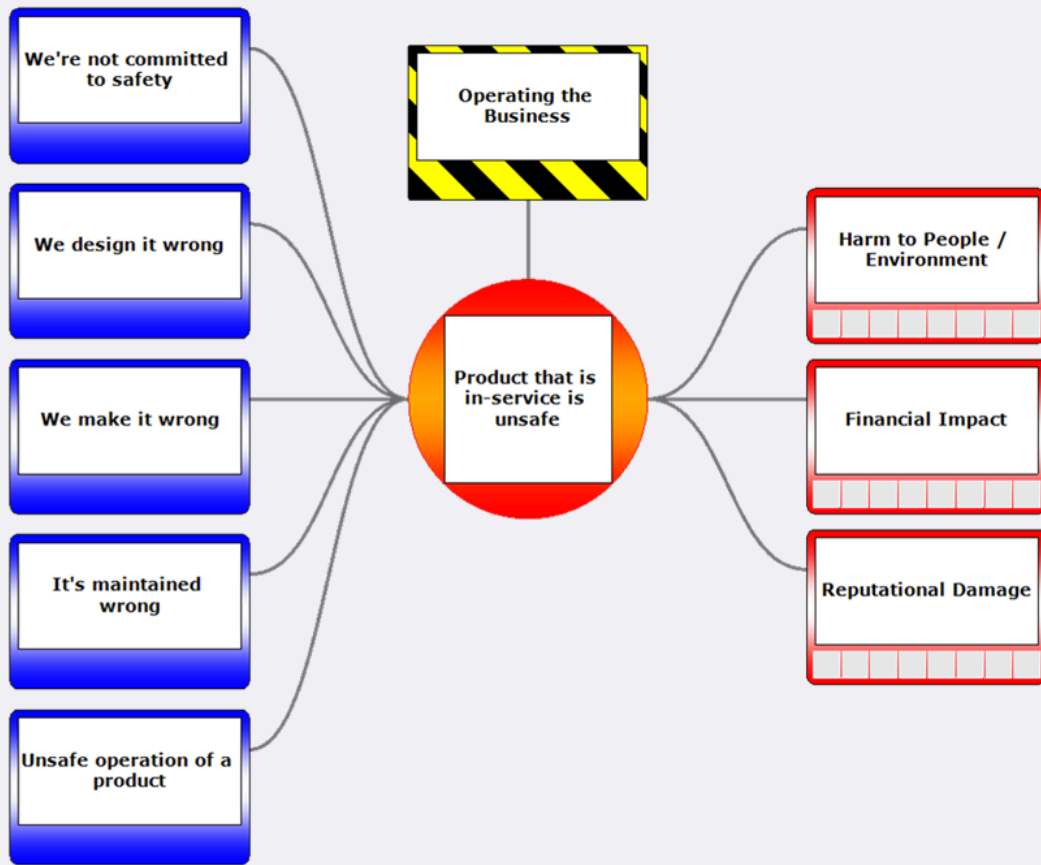 We're not committed
to safety
Operating the
Business
We design it wrong
Harm to People /
Environment
We make it wrong
Product that is
in-service is
unsafe
Financial Impact
It's maintained
wrong
Reputational Damage
Unsafe operation of a
product